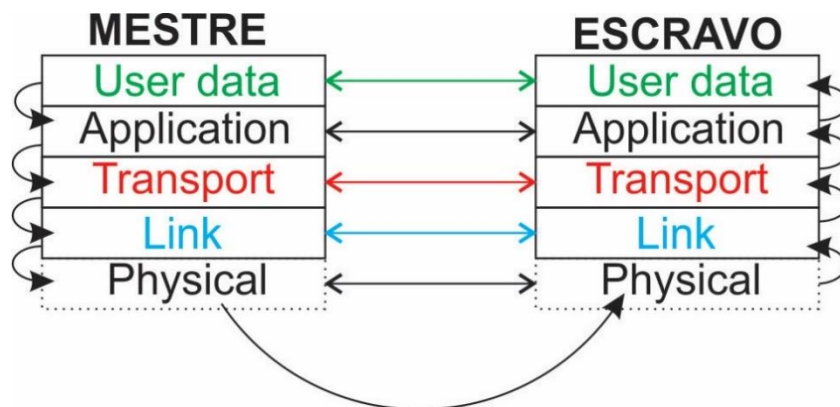 MESTRE ESCRAVO
User data User data
Application Application
Transport Transport
Link Link
Physical Physical